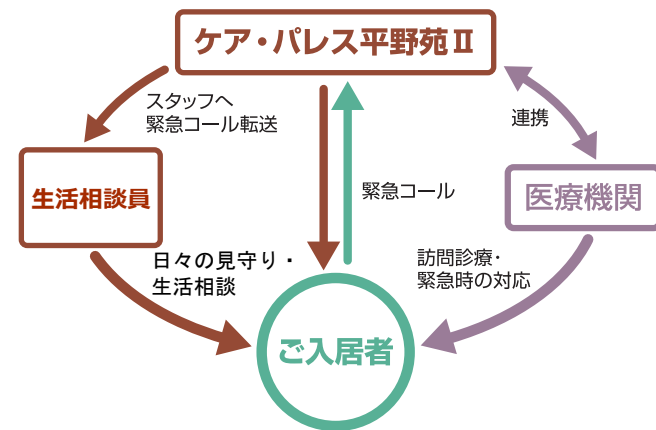 ケア・パレス平野苑Ⅱ
スタッフへ
緊急コール転送
連携
生活相談員
緊急コール
医療機関
日々の見守り・
生活相談
訪問診療・
緊急時の対応
ご入居者